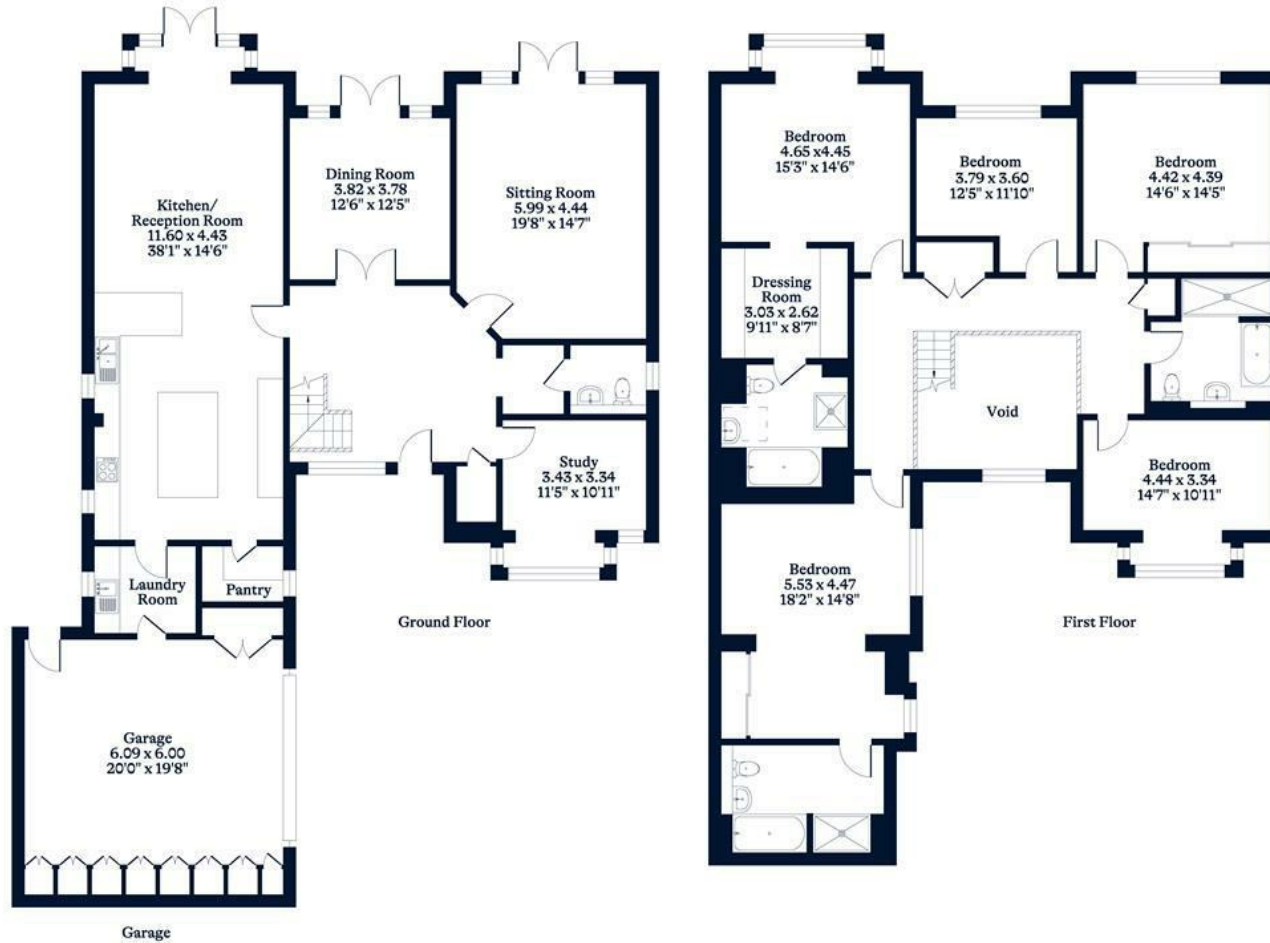 Kitchen/
Reception Room
11.60 x 4.43
38'1" x 14'6"
Dining Room
3.82 x 3.78
12'6" x 12'5"
Sitting Room
5.99 x 4.44
19'8" x 14'7"
Study
3.43 x 3.34
11'5" x 10'11"
Laundry
Room
Pantry
Ground Floor
Garage
6.09 x 6.00
20'0" x 19'8"
Garage
Bedroom
4.65 x4.45
15'3" x 14'6"
Bedroom
3.79 x 3.60
12'5" x 11'10"
Bedroom
4.42 x 4.39
14'6" x 14'5"
Dressing
Room
3.03 x 2.62
9'11" x 8'7"
Void
Bedroom
4.44 x 3.34
14'7" x 10'11"
Bedroom
5.53 x 4.47
18'2" x 14'8"
First Floor